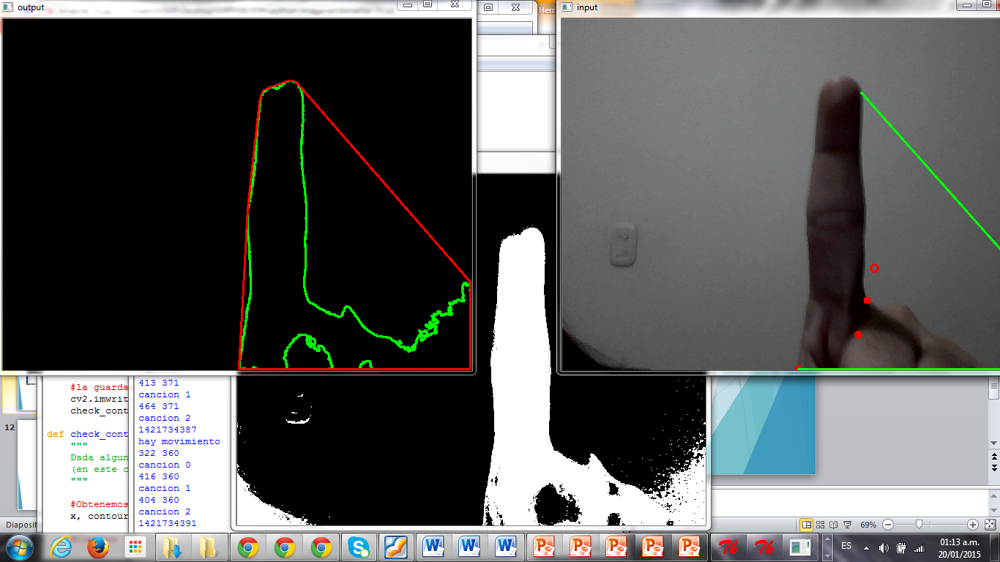 output
Herr
input
413 371
cancion 1
464 371
cancion 2
1421734387
hay movimiento
322 360
cancion 0
416 360
cancion 1
404 360
cancion 2
1421734391
#la guarda
cv2.imwrit
check_cont
def check_cont
"""
Dada algun
(en este c
"""
#Obtenemos
x, contour
12
Diaposit
69%
ES
01:13 a.m.
20/01/2015